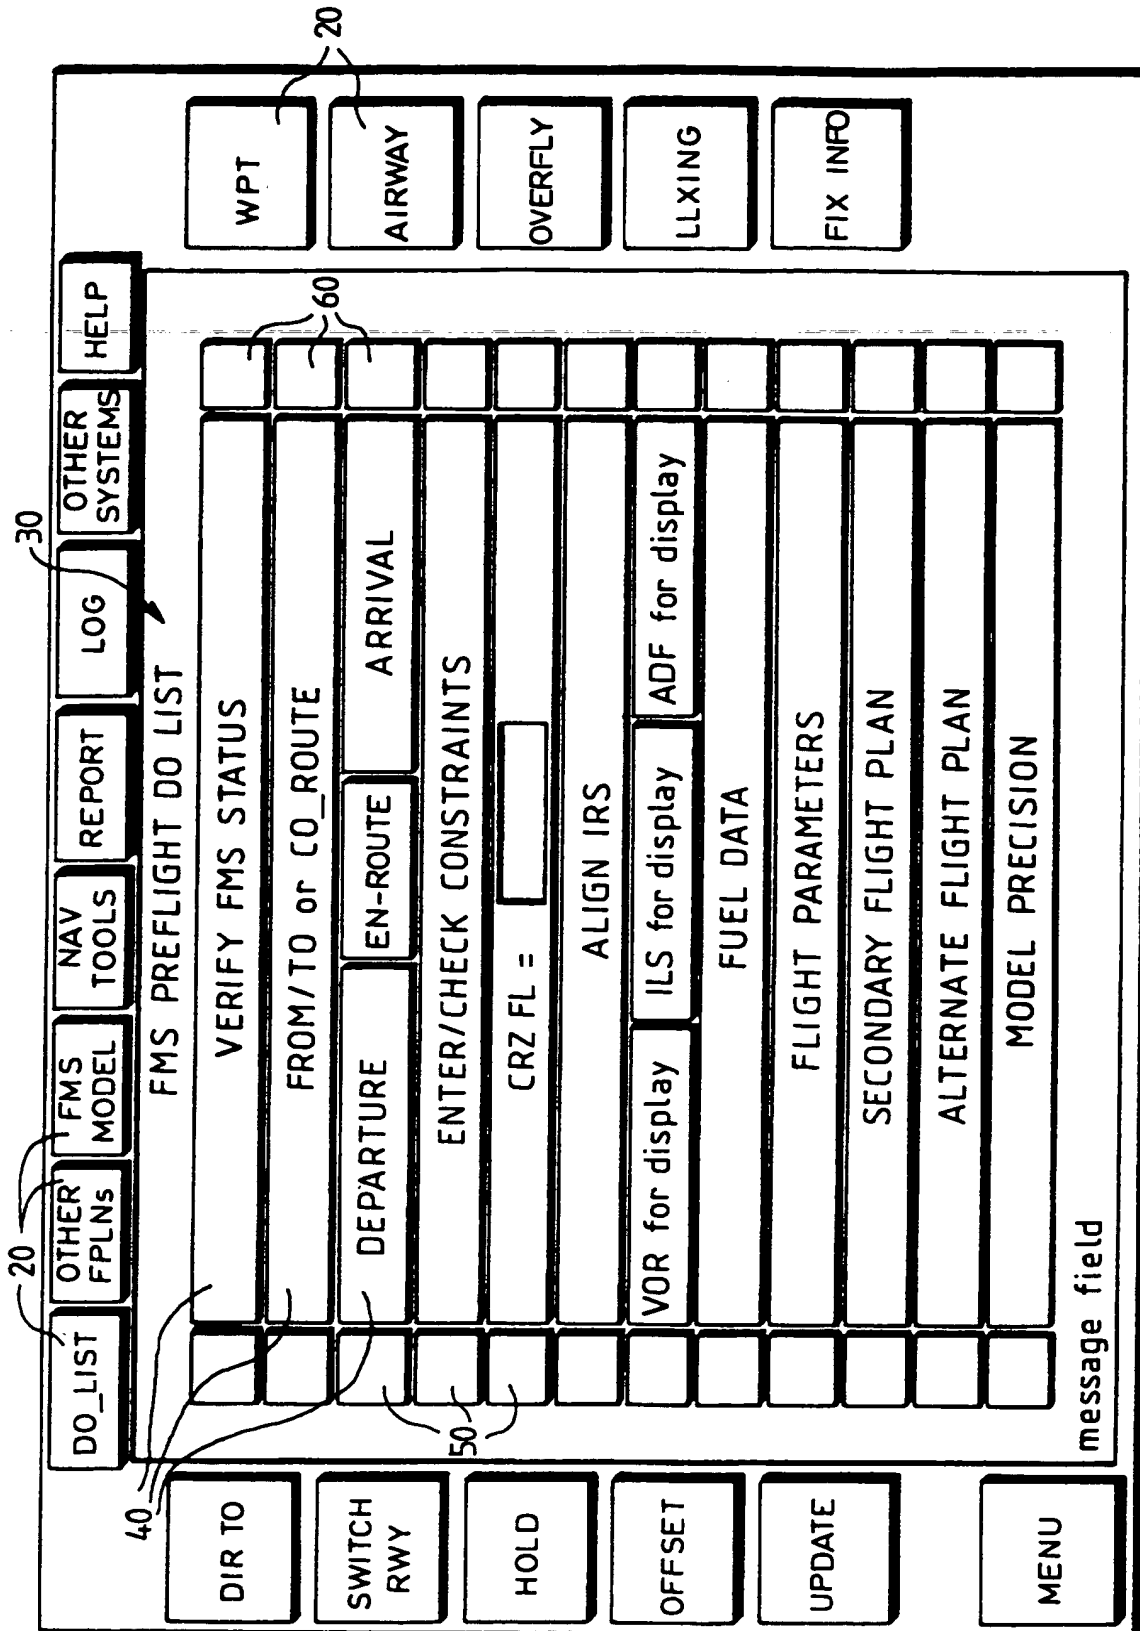 20
DO_LIST
OTHER FPLNs
FMS MODEL
NAV TOOLS
REPORT
LOG
OTHER SYSTEMS
HELP
30
20
40
DIR TO
SWITCH RWY
HOLD
OFFSET
UPDATE
MENU
FMS PREFLIGHT DO LIST
VERIFY FMS STATUS
FROM/TO or CO_ROUTE
DEPARTURE
EN-ROUTE
ARRIVAL
ENTER/CHECK CONSTRAINTS
CRZ FL =
ALIGN IRS
VOR for display
ILS for display
ADF for display
FUEL DATA
FLIGHT PARAMETERS
SECONDARY FLIGHT PLAN
ALTERNATE FLIGHT PLAN
MODEL PRECISION
message field
50
60
WPT
AIRWAY
OVERFLY
LLXING
FIX INFO